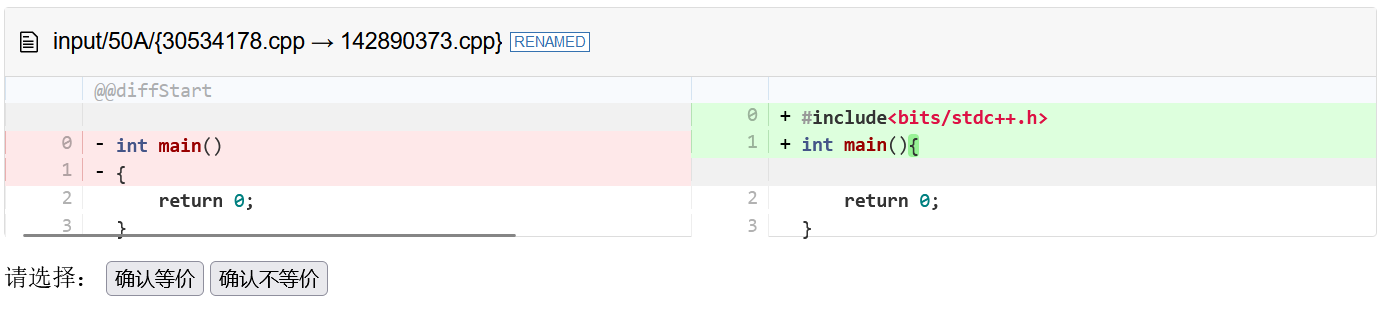 input/50A/{30534178.cpp → 142890373.cpp} RENAMED
@@diffStart
0 + #include<bits/stdc++.h>
0 - int main()
1 + int main(){
1 - {
2 return 0;
2 return 0;
3 }
3 }
请选择： 确认等价 确认不等价